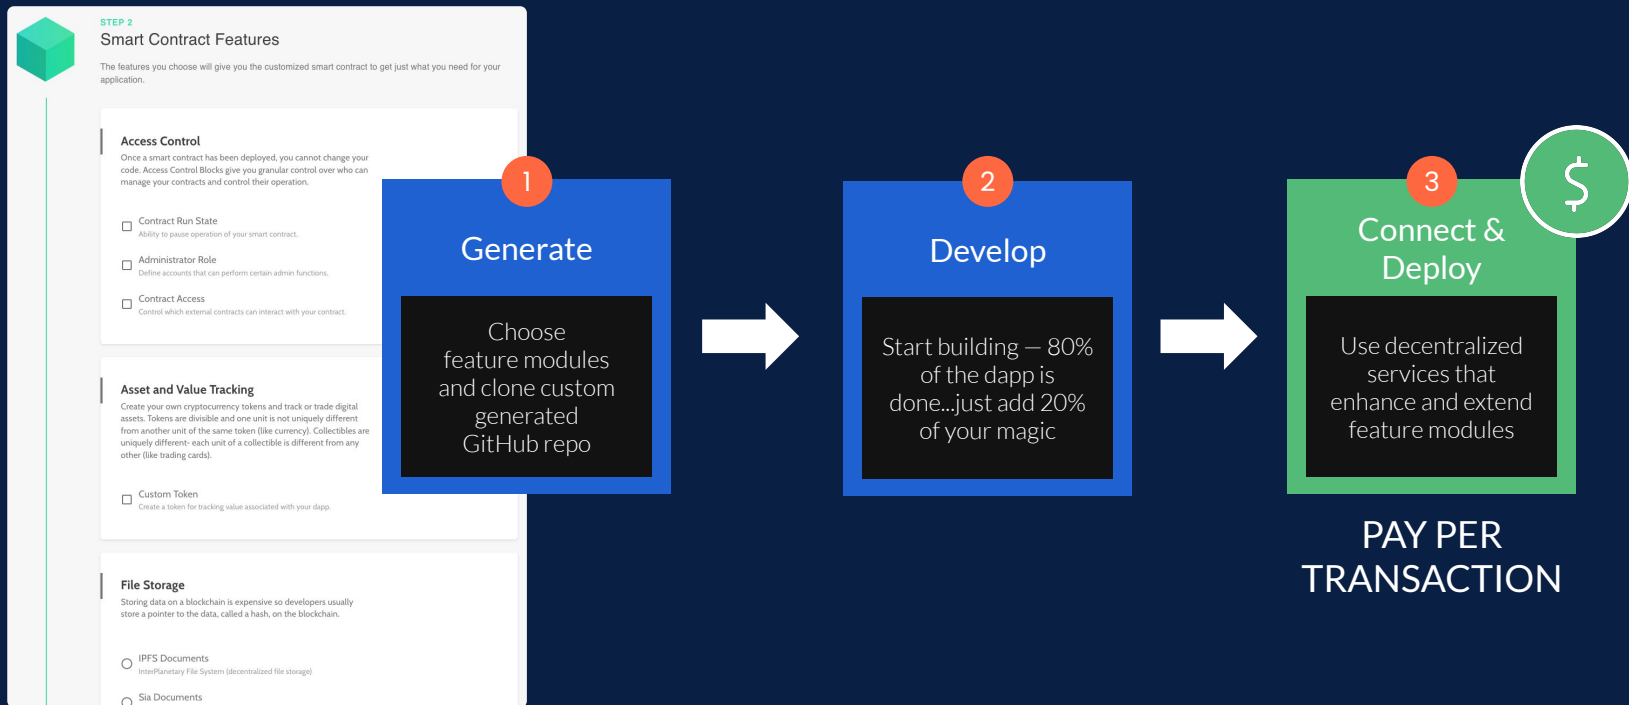 STEP 2
Smart Contract Features
The features you choose will give you the customized smart contract to get just what you need for your
application.
Access Control
Once a smart contract has been deployed, you cannot change your
code. Access Control Blocks give you granular control over who can
manage your contracts and control their operation.
Contract Run State
Ability to pause operation of your smart contract.
Administrator Role
Define accounts that can perform certain admin functions.
Contract Access
Control which external contracts can interact with your contract.
Asset and Value Tracking
Create your own cryptocurrency tokens and track or trade digital
assets. Tokens are divisible and one unit is not uniquely different
from another unit of the same token (like currency). Collectibles are
uniquely different- each unit of a collectible is different from any
other (like trading cards).
Custom Token
Create a token for tracking value associated with your dapp.
File Storage
Storing data on a blockchain is expensive so developers usually
store a pointer to the data, called a hash, on the blockchain.
IPFS Documents
InterPlanetary File System (decentralized file storage)
Sia Documents
1
Generate
Choose
feature modules
and clone custom
generated
GitHub repo
2
Develop
Start building — 80%
of the dapp is
done...just add 20%
of your magic
3
$
Connect &
Deploy
Use decentralized
services that
enhance and extend
feature modules
PAY PER
TRANSACTION